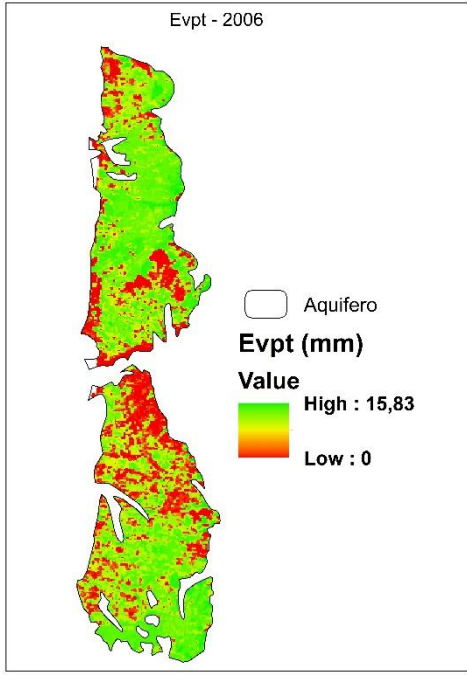 Evpt - 2006
Aquifero
Evpt (mm)
Value
High : 15,83
Low : 0